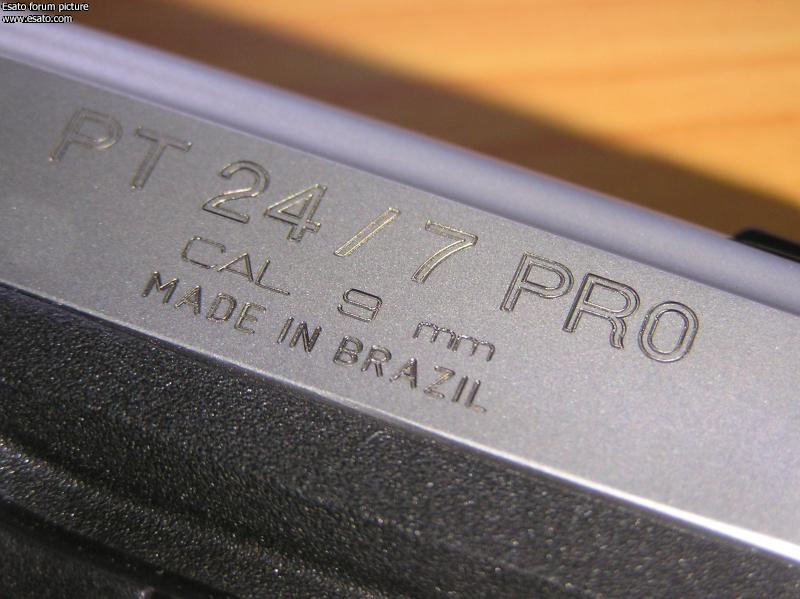 Esato forum picture
www.esato.com
PT 24/7 PRO
CAL 9 mm
MADE IN BRAZIL